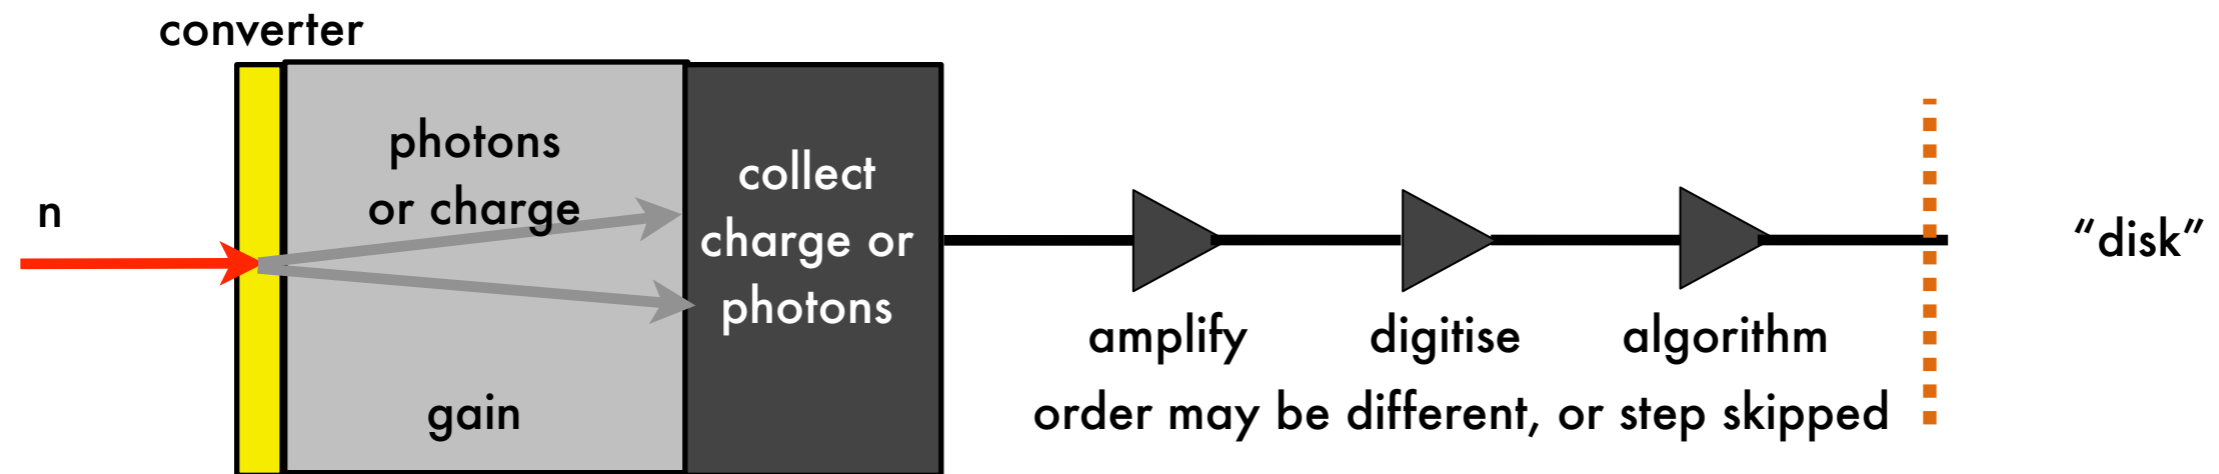 converter
n
photons
or charge
gain
collect
charge or
photons
amplify
digitise
algorithm
order may be different, or step skipped
“disk”